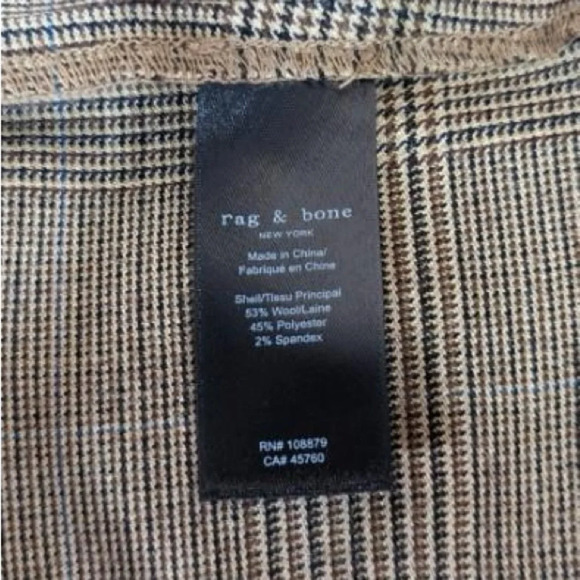 rag & bone
NEW YORK
Made in China/
Fabriqué en Chine
Shell/Tissu Principal
53% Wool/Laine
45% Polyester
2% Spandex
RN# 108879
CA# 45760